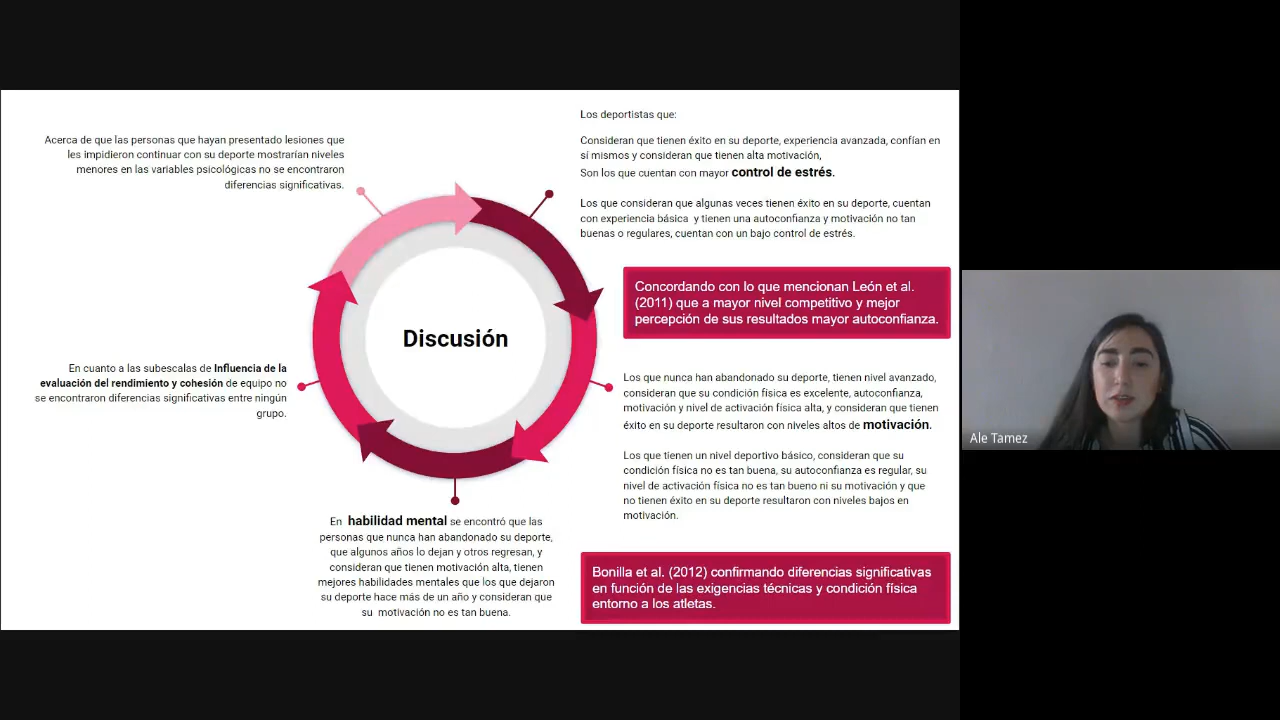 Acerca de que las personas que hayan presentado lesiones que
les impidieron continuar con su deporte mostrarían niveles
menores en las variables psicológicas no se encontraron
diferencias significativas.
Los deportistas que:
Consideran que tienen éxito en su deporte, experiencia avanzada, confían en
sí mismos y consideran que tienen alta motivación,
Son los que cuentan con mayor control de estrés.
Los que consideran que algunas veces tienen éxito en su deporte, cuentan
con experiencia básica y tienen una autoconfianza y motivación no tan
buenas o regulares, cuentan con un bajo control de estrés.
Concordando con lo que mencionan León et al.
(2011) que a mayor nivel competitivo y mejor
percepción de sus resultados mayor autoconfianza.
Discusión
En cuanto a las subescalas de Influencia de la
evaluación del rendimiento y cohesión de equipo no
se encontraron diferencias significativas entre ningún
grupo.
Los que nunca han abandonado su deporte, tienen nivel avanzado,
consideran que su condición física es excelente, autoconfianza,
motivación y nivel de activación física alta, y consideran que tienen
éxito en su deporte resultaron con niveles altos de motivación.
Los que tienen un nivel deportivo básico, consideran que su
condición física no es tan buena, su autoconfianza es regular, su
nivel de activación física no es tan bueno ni su motivación y que
no tienen éxito en su deporte resultaron con niveles bajos en
motivación.
En habilidad mental se encontró que las
personas que nunca han abandonado su deporte,
que algunos años lo dejan y otros regresan, y
consideran que tienen motivación alta, tienen
mejores habilidades mentales que los que dejaron
su deporte hace más de un año y consideran que
su motivación no es tan buena.
Bonilla et al. (2012) confirmando diferencias significativas
en función de las exigencias técnicas y condición física
entorno a los atletas.
Ale Tamez